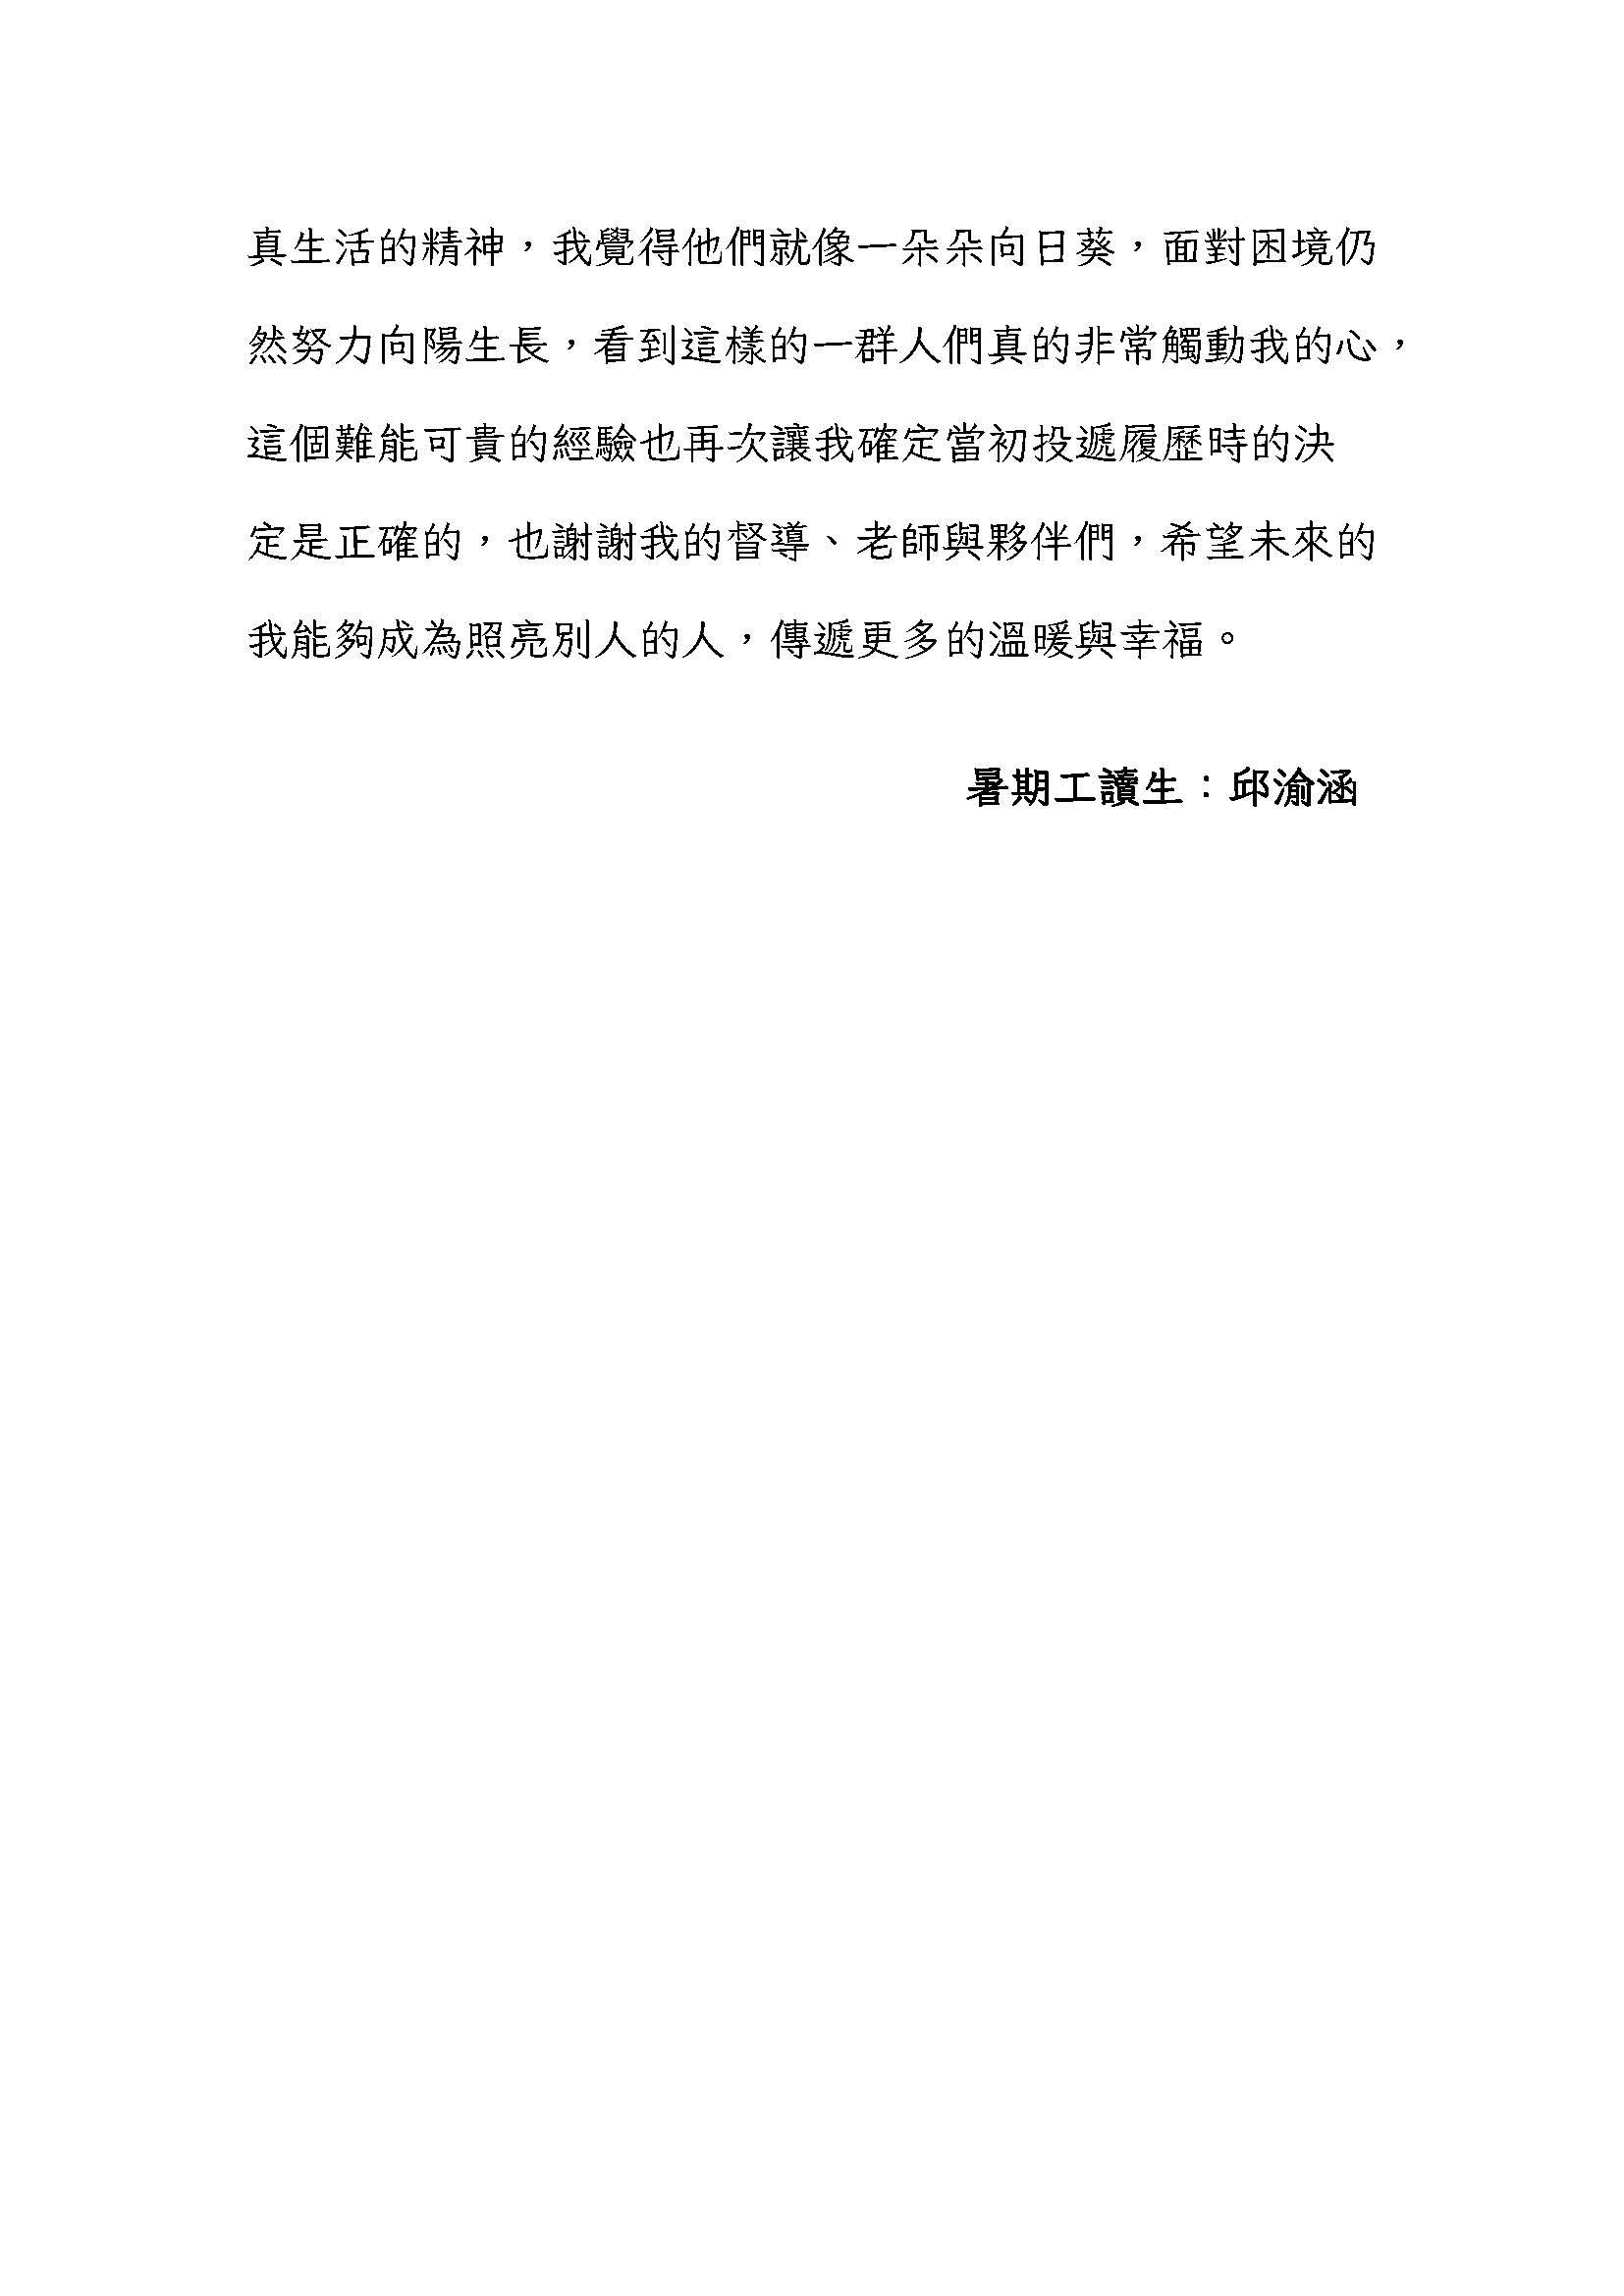 真生活的精神，我覺得他們就像一朵朵向日葵，面對困境仍
然努力向陽生長，看到這樣的一群人們真的非常觸動我的心，
這個難能可貴的經驗也再次讓我確定當初投遞履歷時的決
定是正確的，也謝謝我的督導、老師與夥伴們，希望未來的
我能夠成為照亮別人的人，傳遞更多的溫暖與幸福。
暑期工讀生：邱渝涵